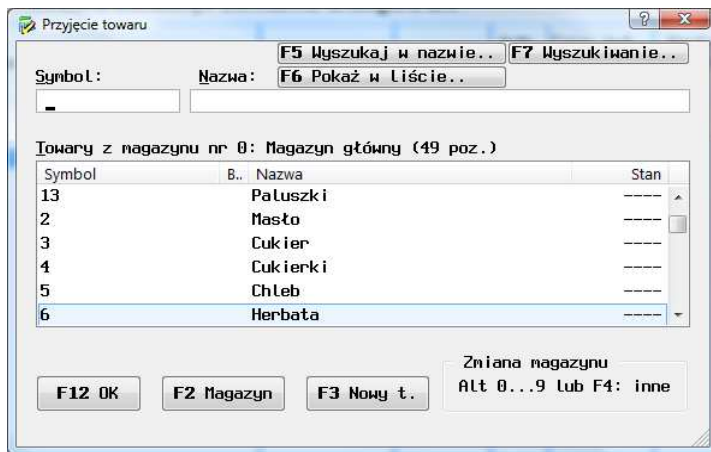 Przyjęcie towaru
F5 Wyszukaj w nazwie.. F7 Wyszukiwanie..
Symbol: Nazwa: F6 Pokaż w liście..
Towary z magazynu nr 0: Magazyn główny (49 poz.)
Symbol B.. Nazwa Stan
13 Paluszki ----
2 Masło ----
3 Cukier ----
4 Cukierki ----
5 Chleb ----
6 Herbata ----
Zmiana magazynu
F12 OK F2 Magazyn F3 Nowy t. Alt 0...9 lub F4: inne